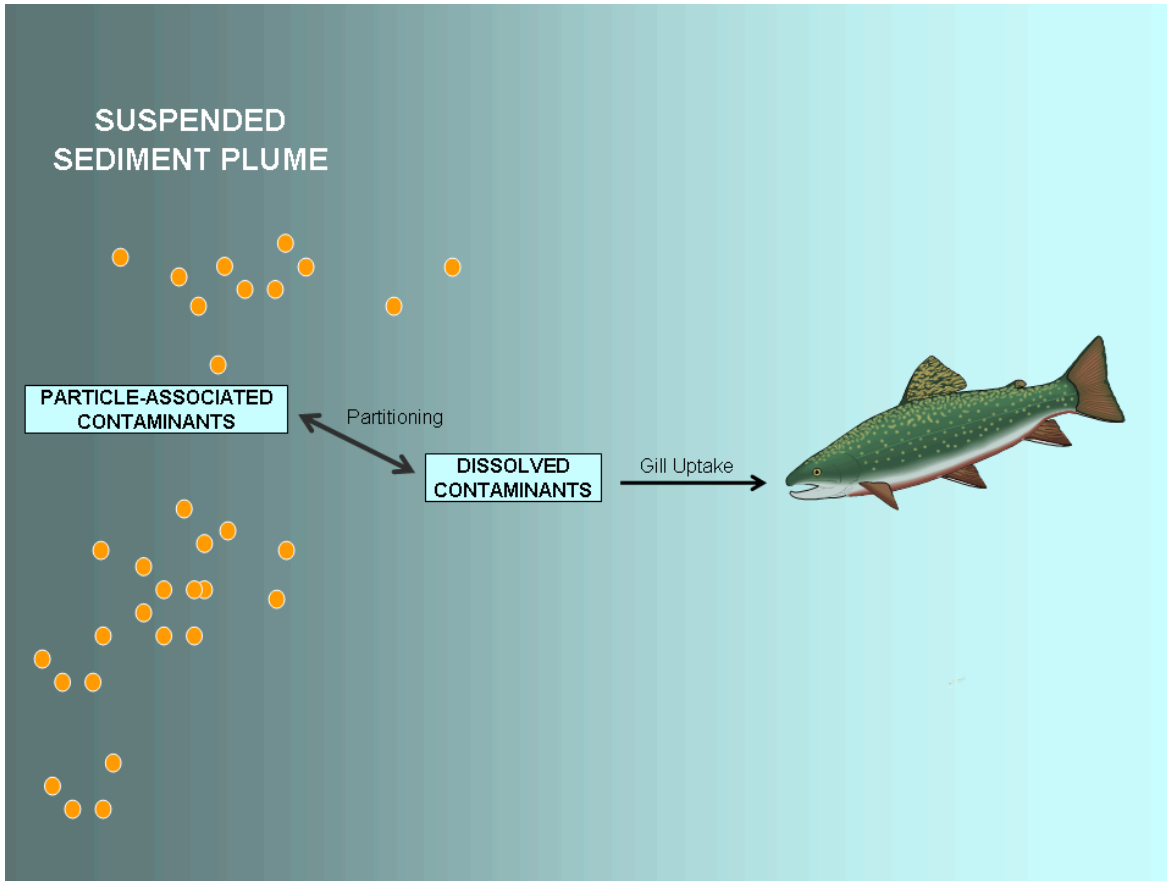 SUSPENDED
SEDIMENT PLUME
PARTICLE-ASSOCIATED
CONTAMINANTS
Partitioning
DISSOLVED
CONTAMINANTS
Gill Uptake